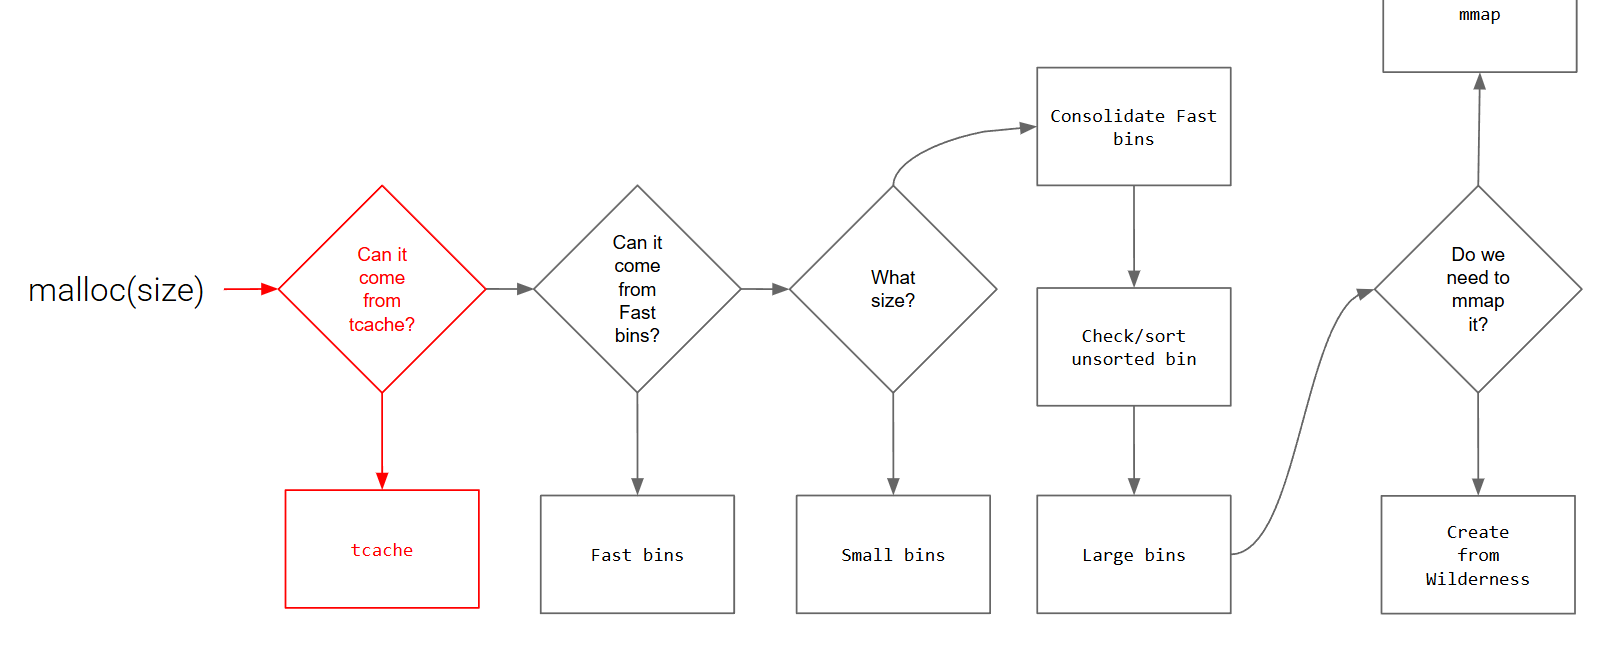 malloc(size)
Can it
come
from
tcache?
tcache
Can it
come
from
Fast
bins?
Fast bins
What
size?
Small bins
Consolidate Fast
bins
Check/sort
unsorted bin
Large bins
Do we
need to
mmap
it?
mmap
Create
from
Wilderness